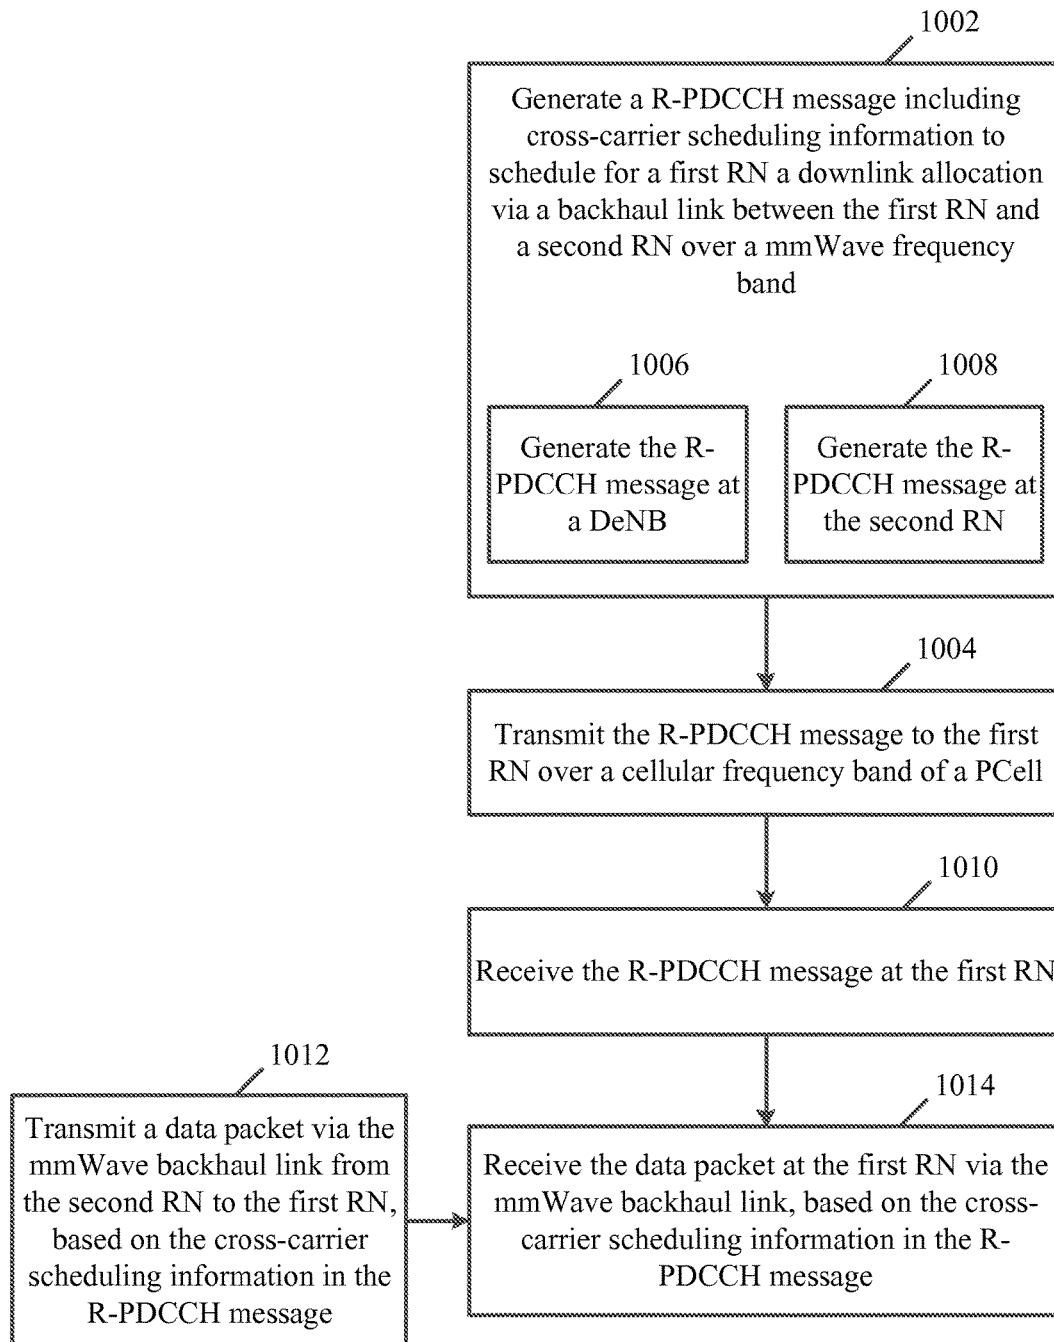 1002
Generate a R-PDCCH message including
cross-carrier scheduling information to
schedule for a first RN a downlink allocation
via a backhaul link between the first RN and
a second RN over a mmWave frequency
band
1006
1008
Generate the R-
PDCCH message at
a DeNB
Generate the R-
PDCCH message at
the second RN
1004
Transmit the R-PDCCH message to the first
RN over a cellular frequency band of a PCell
1010
Receive the R-PDCCH message at the first RN
1012
Transmit a data packet via the
mmWave backhaul link from
the second RN to the first RN,
based on the cross-carrier
scheduling information in the
R-PDCCH message
1014
Receive the data packet at the first RN via the
mmWave backhaul link, based on the cross-
carrier scheduling information in the R-
PDCCH message